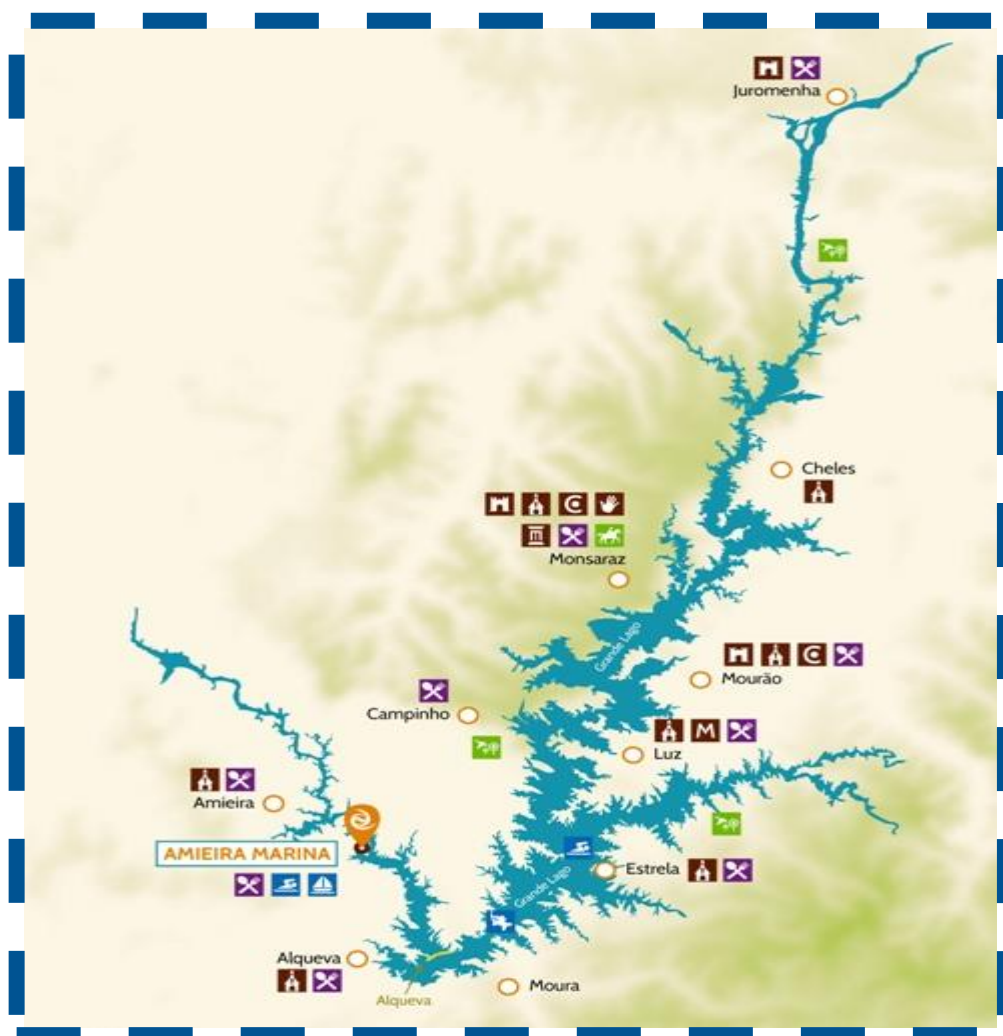 Juromenha
Cheles
Monsaraz
Grande Lago
Mourão
Campinho
M
Luz
Amieira
AMIEIRA MARINA
Estrela
Grande Lago
Alqueva
Moura
Alqueva